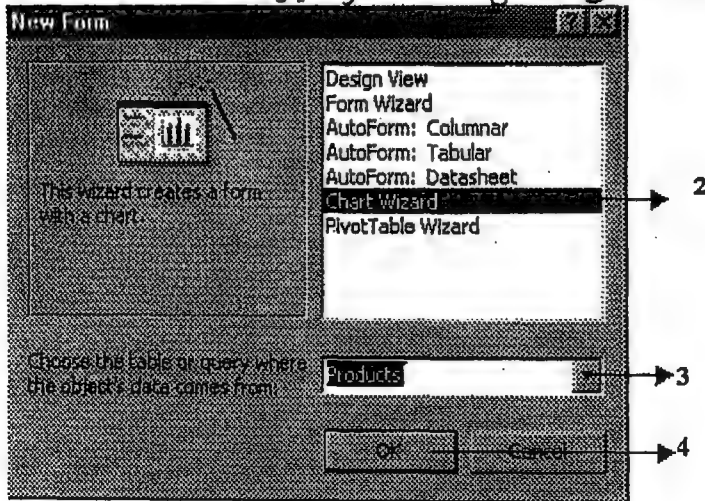 New Form
Design View
Form Wizard
AutoForm: Columnar
AutoForm: Tabular
AutoForm: Datasheet
Chart Wizard
PivotTable Wizard
2
This wizard creates a form
with a chart.
Choose the table or query where
the object's data comes from:
Products
3
Cancel
4